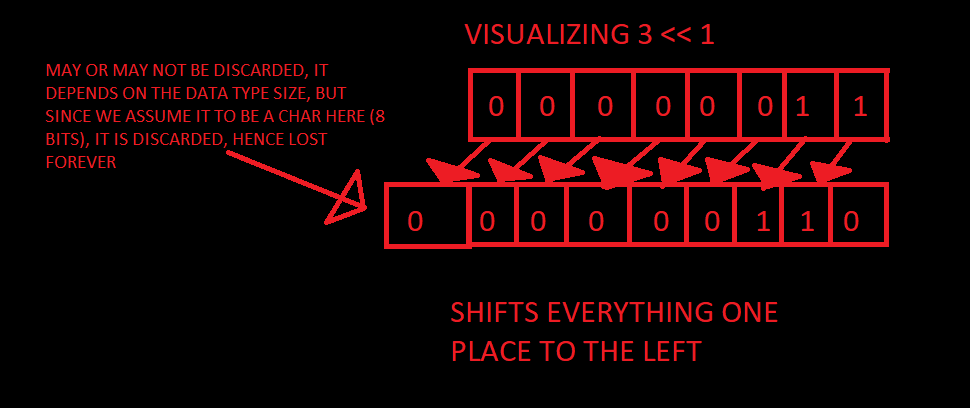 VISUALIZING 3 << 1
MAY OR MAY NOT BE DISCARDED, IT
DEPENDS ON THE DATA TYPE SIZE, BUT
SINCE WE ASSUME IT TO BE A CHAR HERE (8
BITS), IT IS DISCARDED, HENCE LOST
FOREVER
0 0 0 0 0 0 1 1
0 0 0 0 0 0 1 1 0
SHIFTS EVERYTHING ONE
PLACE TO THE LEFT